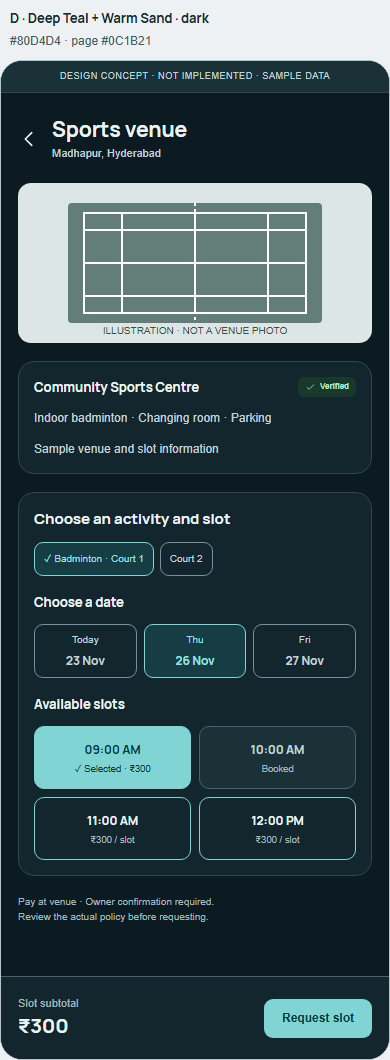 D · Deep Teal + Warm Sand · dark
#80D4D4 · page #0C1B21
DESIGN CONCEPT · NOT IMPLEMENTED · SAMPLE DATA
Sports venue
Madhapur, Hyderabad
ILLUSTRATION · NOT A VENUE PHOTO
Community Sports Centre
✓ Verified
Indoor badminton · Changing room · Parking
Sample venue and slot information
Choose an activity and slot
✓ Badminton · Court 1
Court 2
Choose a date
Today
23 Nov
Thu
26 Nov
Fri
27 Nov
Available slots
09:00 AM
✓ Selected · ₹300
10:00 AM
Booked
11:00 AM
₹300 / slot
12:00 PM
₹300 / slot
Pay at venue · Owner confirmation required.
Review the actual policy before requesting.
Slot subtotal
₹300
Request slot